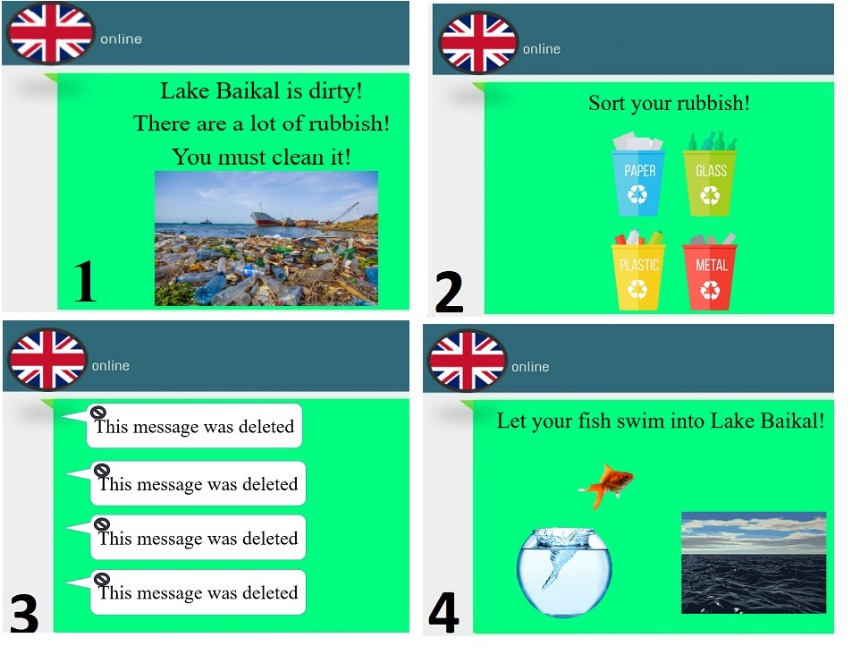 online
Lake Baikal is dirty!
There are a lot of rubbish!
You must clean it!
1
online
Sort your rubbish!
PAPER
GLASS
PLASTIC
METAL
2
online
This message was deleted
This message was deleted
This message was deleted
This message was deleted
3
online
Let your fish swim into Lake Baikal!
4